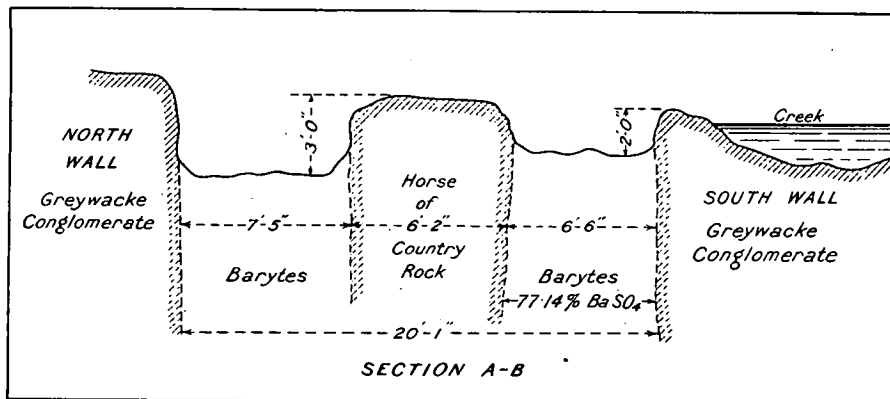 NORTH
WALL
Greywacke
Conglomerate
3'-0"
2'-0"
Creek
Horse
of
Country
Rock
SOUTH WALL
Greywacke
Conglomerate
7'-5"
6'-2"
6'-6"
Barytes
Barytes
77·14% BaSO₄
20'-1"
SECTION A-B